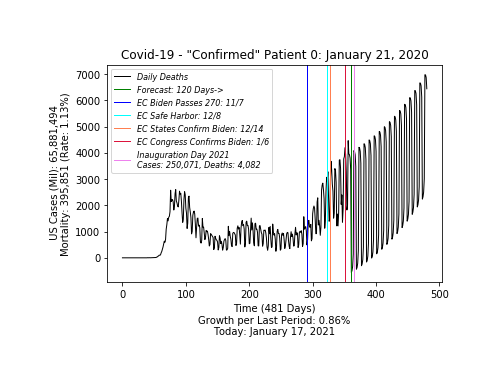 Covid-19 - "Confirmed" Patient 0: January 21, 2020
US Cases (Mil): 65,881,494
Mortality: 395,851 (Rate: 1.13%)
7000
6000
5000
4000
3000
2000
1000
0
Daily Deaths
Forecast: 120 Days->
EC Biden Passes 270: 11/7
EC Safe Harbor: 12/8
EC States Confirm Biden: 12/14
EC Congress Confirms Biden: 1/6
Inauguration Day 2021
Cases: 250,071, Deaths: 4,082
0 100 200 300 400 500
Time (481 Days)
Growth per Last Period: 0.86%
Today: January 17, 2021